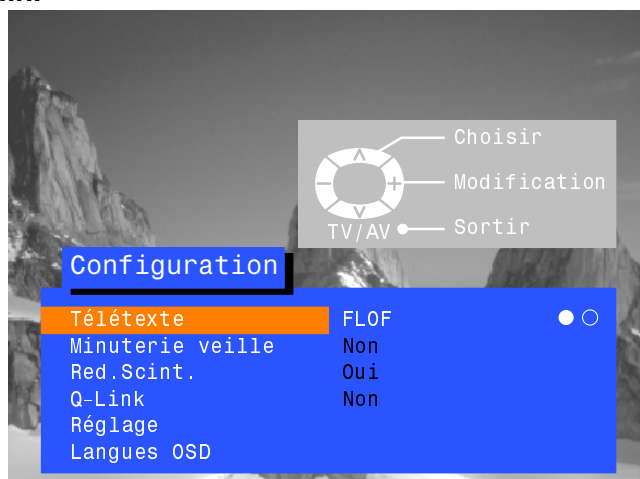 Choisir
Modification
TV/AV Sortir
Configuration
Télétexte FLOF
Minuterie veille Non
Red.Scint. Oui
Q-Link Non
Réglage
Langues OSD